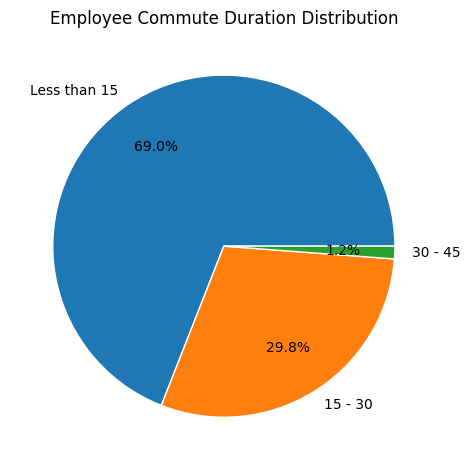 Employee Commute Duration Distribution
Less than 15
69.0%
1.2%
30 - 45
29.8%
15 - 30